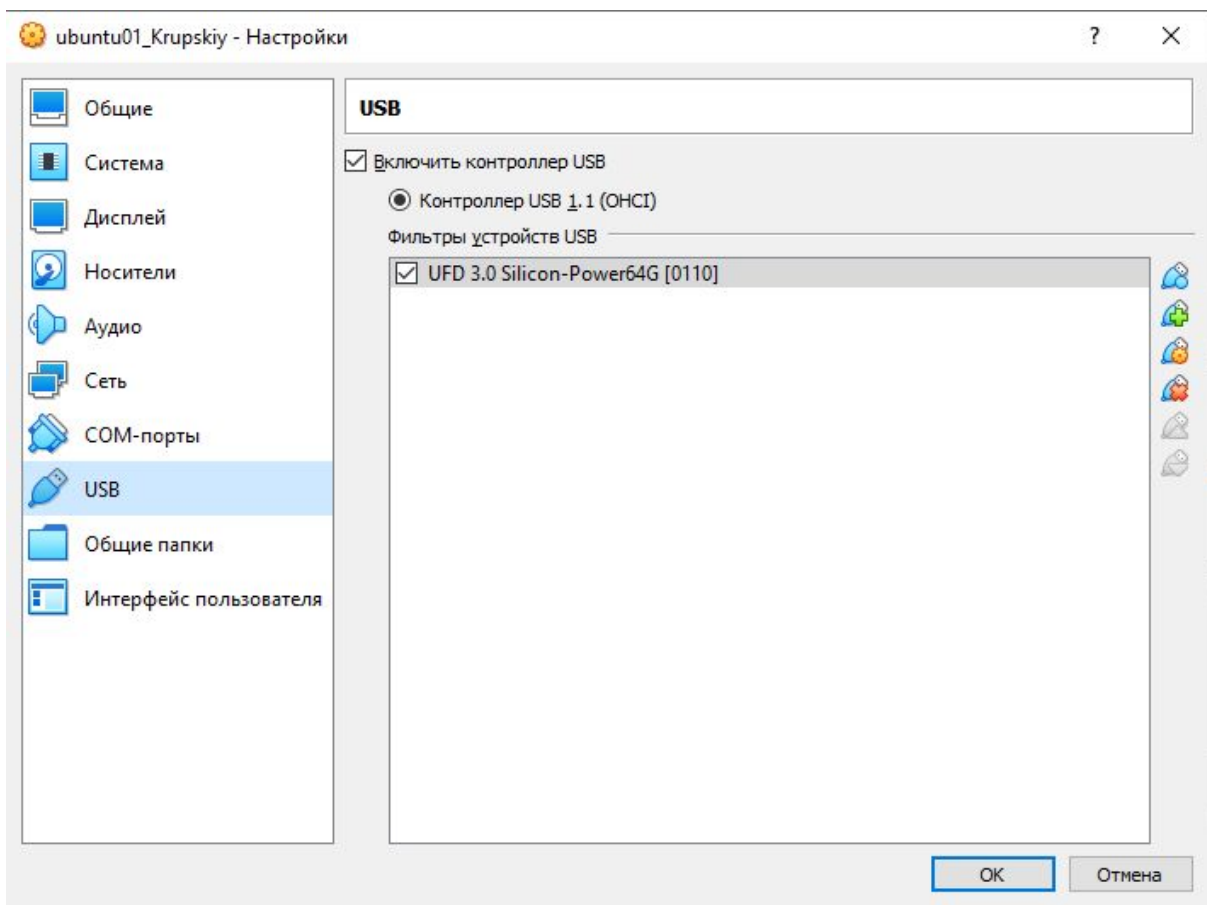 ubuntu01_Krupskiy - Настройки
?
Общие
Система
Дисплей
Носители
Аудио
Сеть
COM-порты
USB
Общие папки
Интерфейс пользователя
USB
Включить контроллер USB
Контроллер USB 1.1 (OHCI)
Фильтры устройств USB
UFD 3.0 Silicon-Power64G [0110]
OK
Отмена